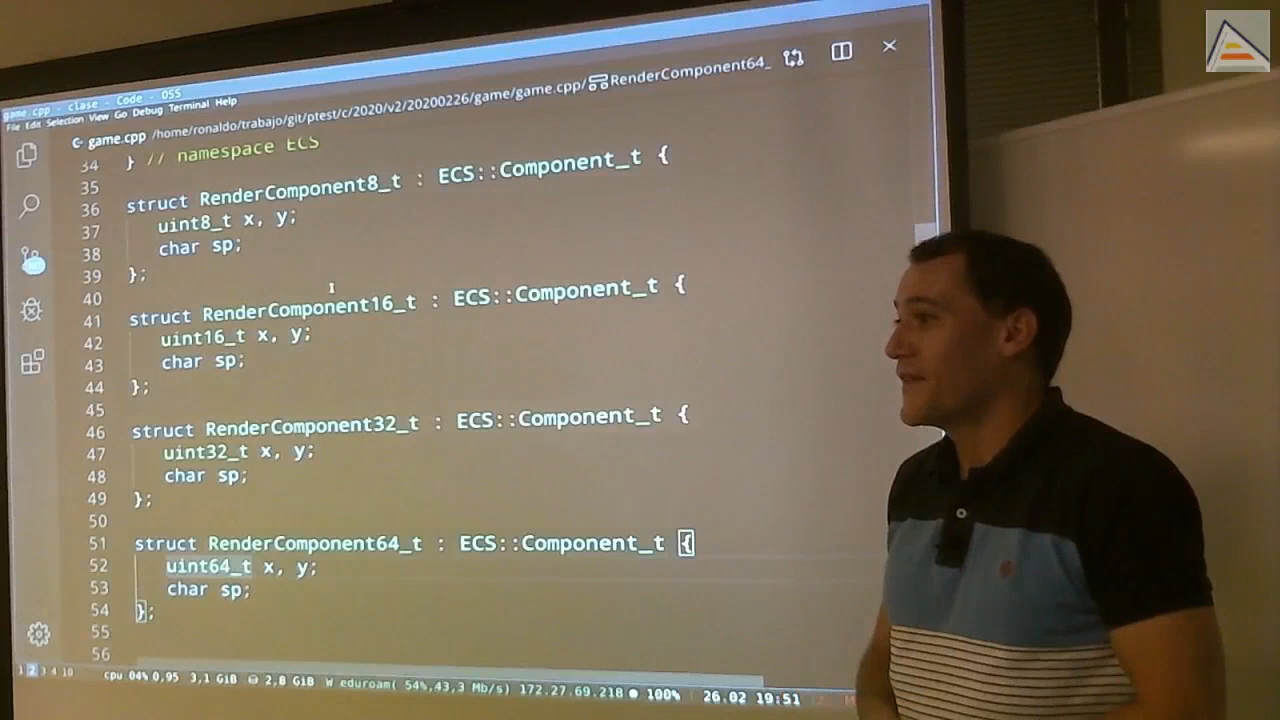 game.cpp - clase - Code - OSS
File Edit Selection View Go Debug Terminal Help
game.cpp /home/ronaldo/trabajo/git/ptest/c/2020/v2/20200226/game/game.cpp/ RenderComponent64_
34 } // namespace ECS
35
36 struct RenderComponent8_t : ECS::Component_t {
37 uint8_t x, y;
38 char sp;
39 };
40
41 struct RenderComponent16_t : ECS::Component_t {
42 uint16_t x, y;
43 char sp;
44 };
45
46 struct RenderComponent32_t : ECS::Component_t {
47 uint32_t x, y;
48 char sp;
49 };
50
51 struct RenderComponent64_t : ECS::Component_t {
52 uint64_t x, y;
53 char sp;
54 };
55
56
1 2 3 4 10 cpu 04% 0,95 3,1 GiB 2,8 GiB W eduroam( 54%,43,3 Mb/s) 172.27.69.218 100% 26.02 19:51